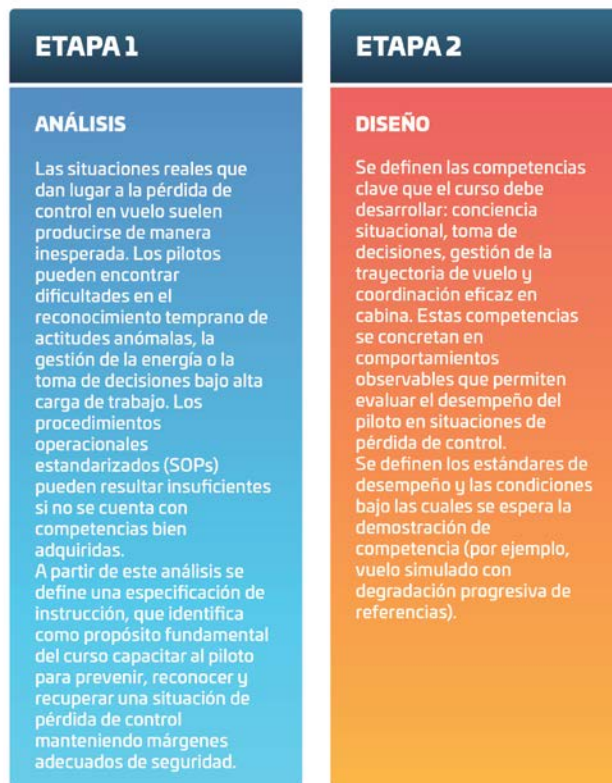 ETAPA 1
ANÁLISIS
Las situaciones reales que
dan lugar a la pérdida de
control en vuelo suelen
producirse de manera
inesperada. Los pilotos
pueden encontrar
dificultades en el
reconocimiento temprano de
actitudes anómalas, la
gestión de la energía o la
toma de decisiones bajo alta
carga de trabajo. Los
procedimientos
operacionales
estandarizados (SOPs)
pueden resultar insuficientes
si no se cuenta con
competencias bien
adquiridas.
A partir de este análisis se
define una especificación de
instrucción, que identifica
como propósito fundamental
del curso capacitar al piloto
para prevenir, reconocer y
recuperar una situación de
pérdida de control
manteniendo márgenes
adecuados de seguridad.
ETAPA 2
DISEÑO
Se definen las competencias
clave que el curso debe
desarrollar: conciencia
situacional, toma de
decisiones, gestión de la
trayectoria de vuelo y
coordinación eficaz en
cabina. Estas competencias
se concretan en
comportamientos
observables que permiten
evaluar el desempeño del
piloto en situaciones de
pérdida de control.
Se definen los estándares de
desempeño y las condiciones
bajo las cuales se espera la
demostración de
competencia (por ejemplo,
vuelo simulado con
degradación progresiva de
referencias).